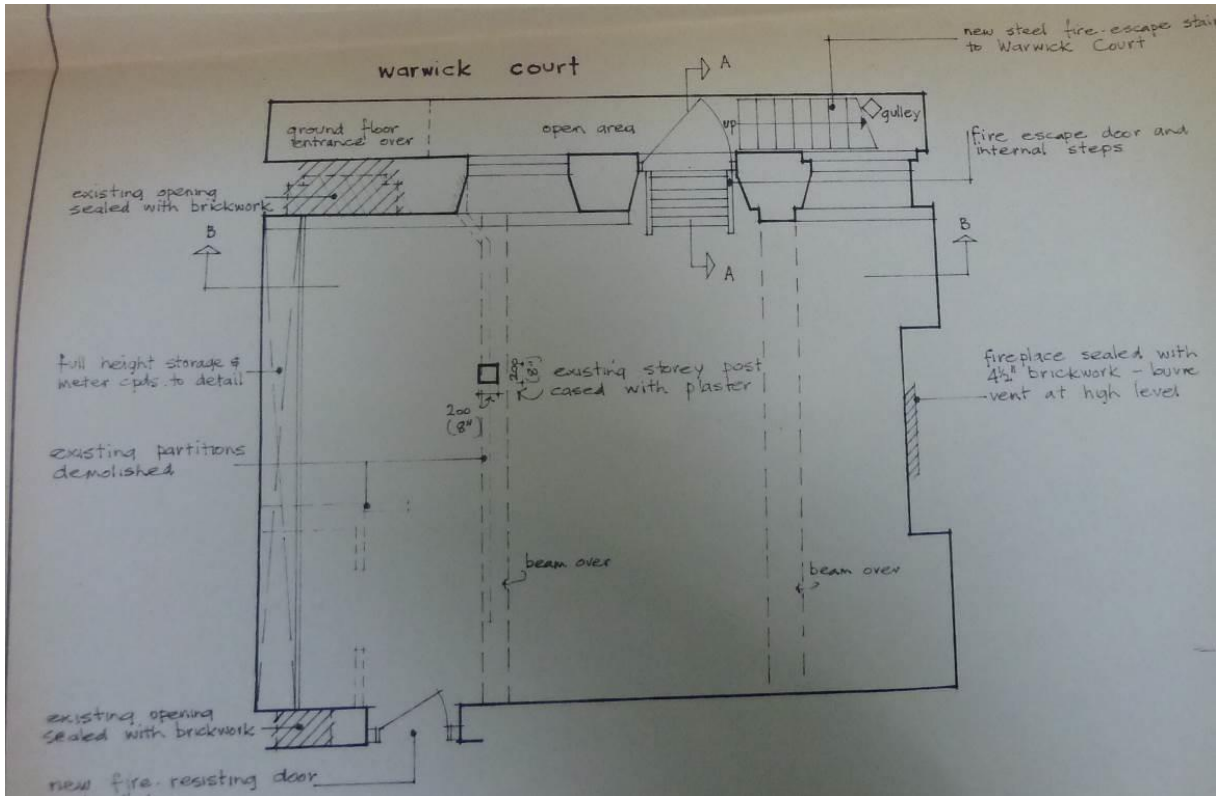 new steel fire-escape stair
to Warwick Court
warwick court
A
ground floor
entrance over
open area
up
gulley
fire escape door and
internal steps
existing opening
sealed with brickwork
B
B
A
full height storage &
meter cpds to detail
200
(8")
existing storey post
cased with plaster
200
(8")
fireplace sealed with
4½" brickwork - louvre
vent at high level
existing partitions
demolished
beam over
beam over
existing opening
sealed with brickwork
new fire-resisting door